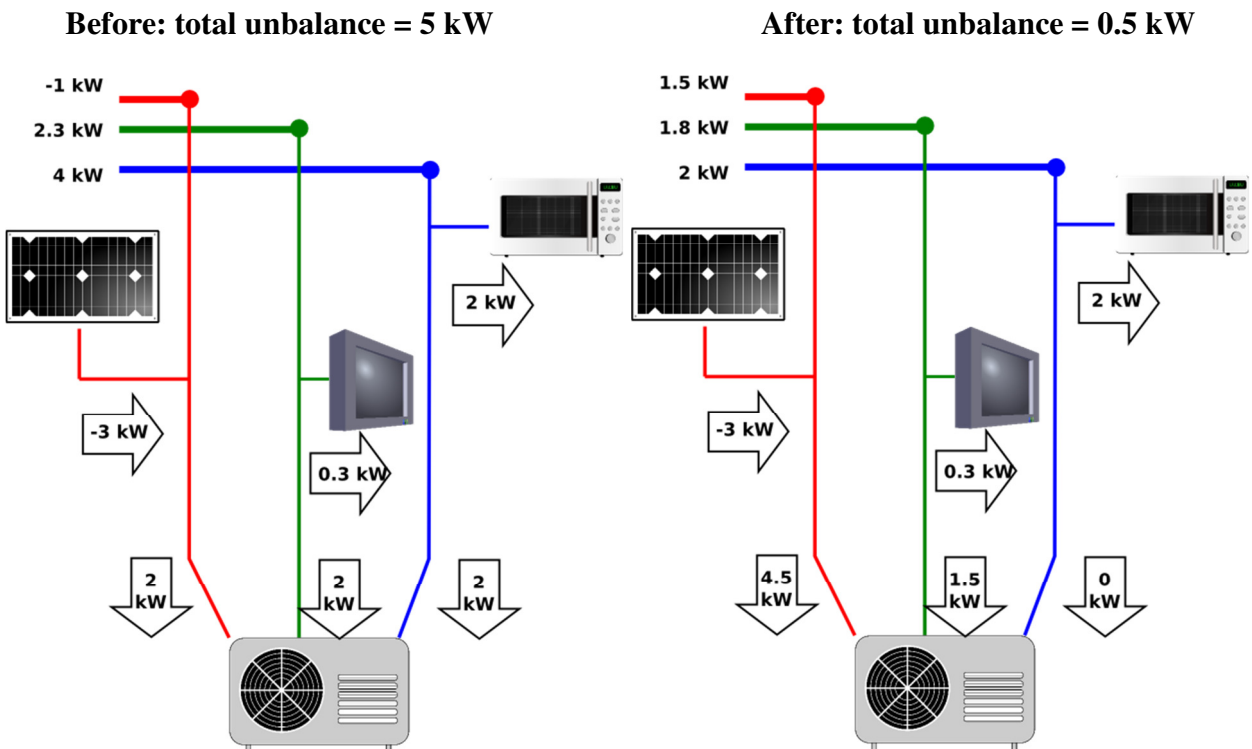 Before: total unbalance = 5 kW
-1 kW
2.3 kW
4 kW
2 kW
-3 kW
0.3 kW
2
kW
2
kW
2
kW
After: total unbalance = 0.5 kW
1.5 kW
1.8 kW
2 kW
2 kW
-3 kW
0.3 kW
4.5
kW
1.5
kW
0
kW